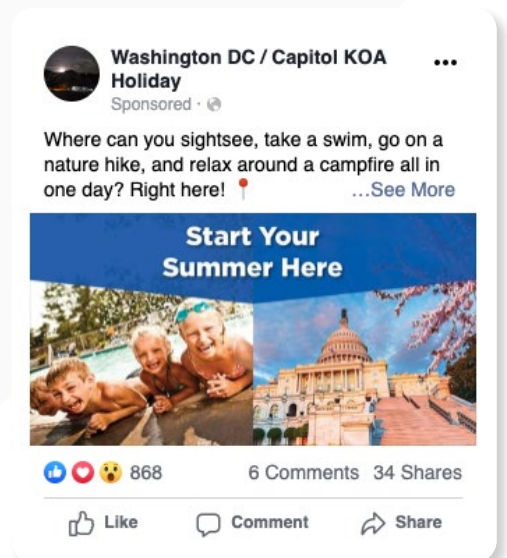 Washington DC / Capitol KOA
Holiday
Sponsored ·
Where can you sightsee, take a swim, go on a
nature hike, and relax around a campfire all in
one day? Right here! 📍 ...See More
Start Your
Summer Here
868 6 Comments 34 Shares
Like Comment Share